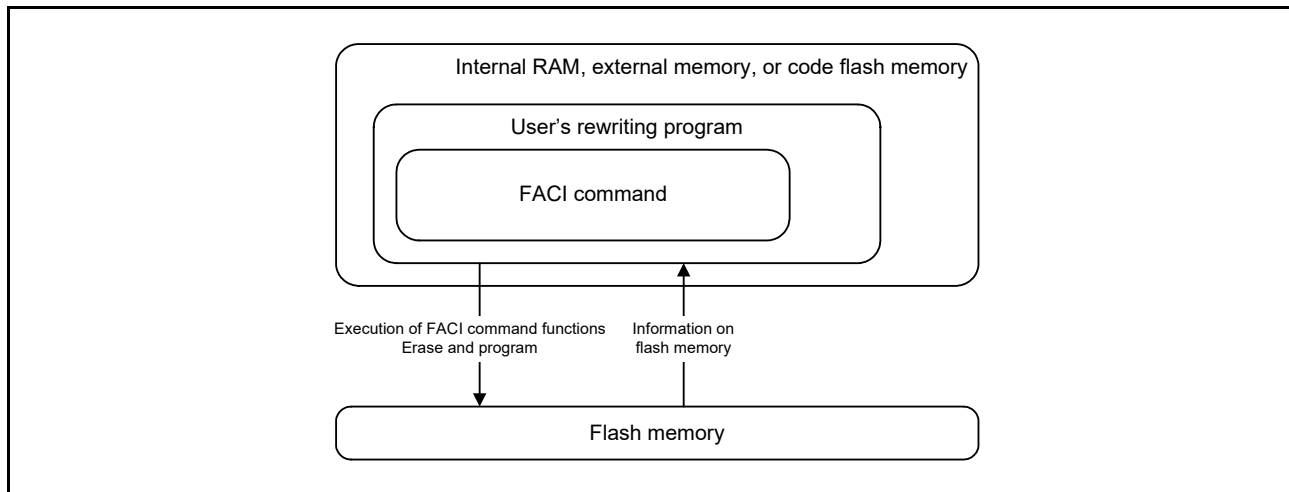 Internal RAM, external memory, or code flash memory
User’s rewriting program
FACI command
Execution of FACI command functions
Erase and program
Information on
flash memory
Flash memory